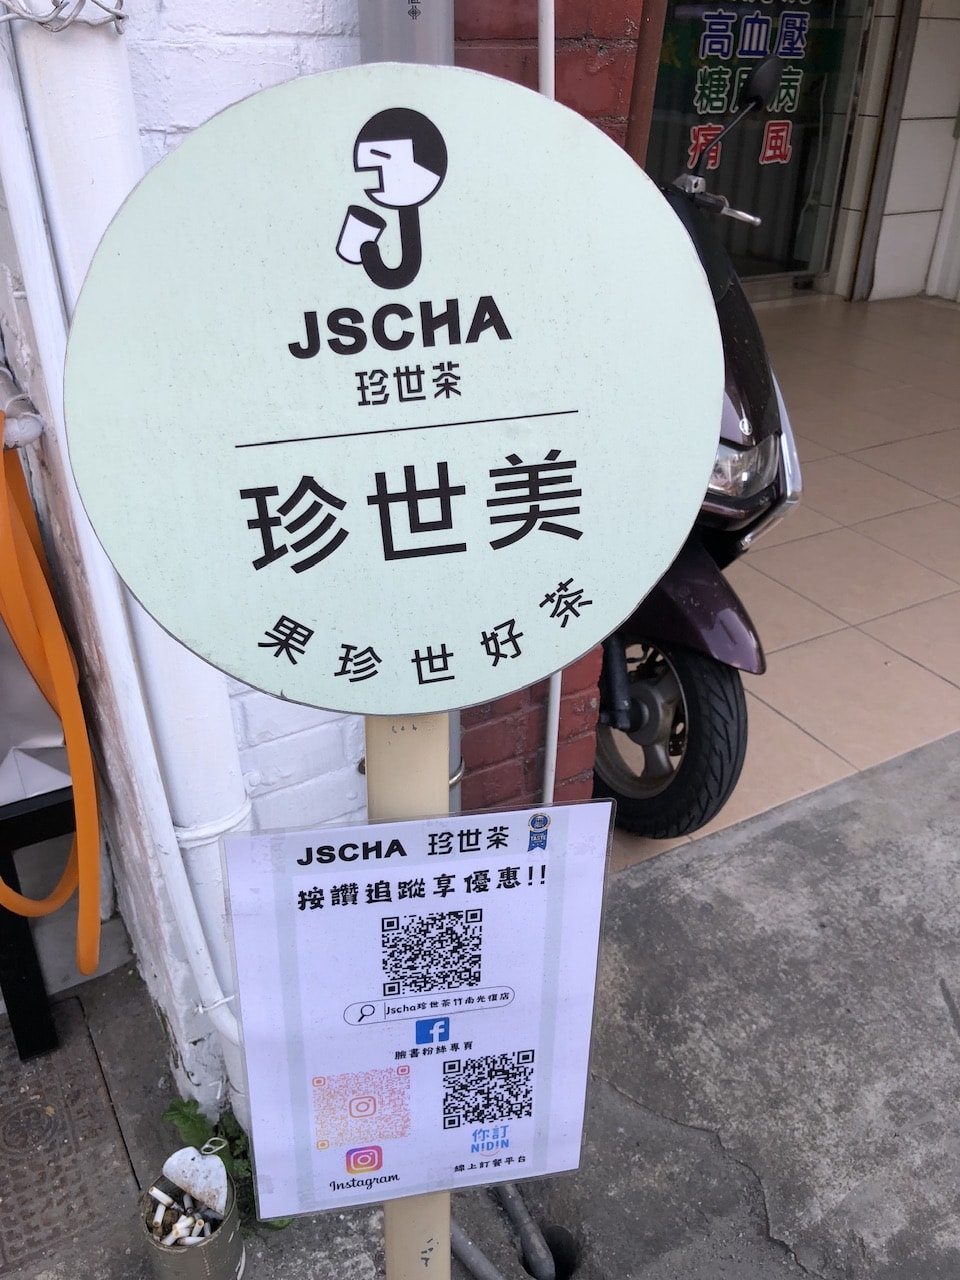 高血壓
糖尿病
痛風
JSCHA
珍世茶
珍世美
果珍世好茶
JSCHA 珍世茶
按讚追蹤享優惠!!
Jscha珍世茶竹南光復店
臉書粉絲專頁
Instagram
你訂
NIDIN
線上訂餐平台